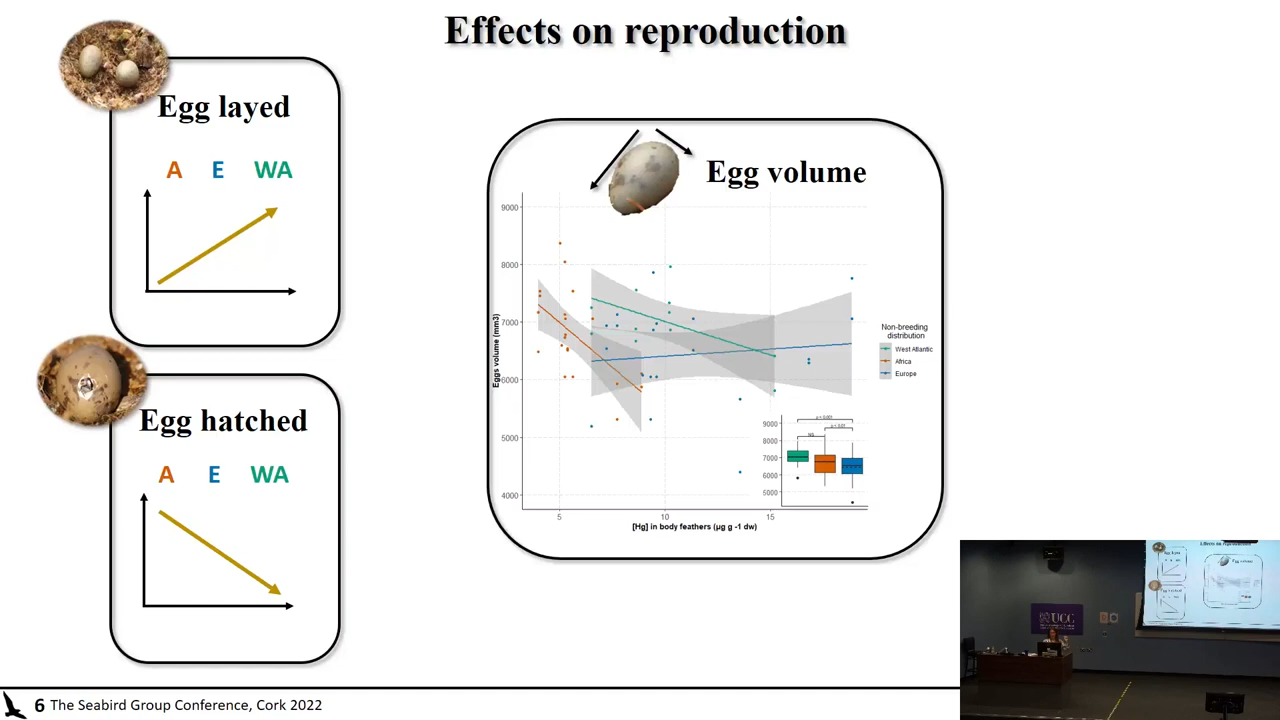 Effects on reproduction
Egg layed
A E WA
Egg hatched
A E WA
Egg volume
9000
8000
7000
6000
5000
4000
Eggs volume (mm3)
5 10 15
[Hg] in body feathers (µg g -1 dw)
Non-breeding
distribution
West Atlantic
Africa
Europe
9000
8000
7000
6000
5000
NS
UCC
6 The Seabird Group Conference, Cork 2022